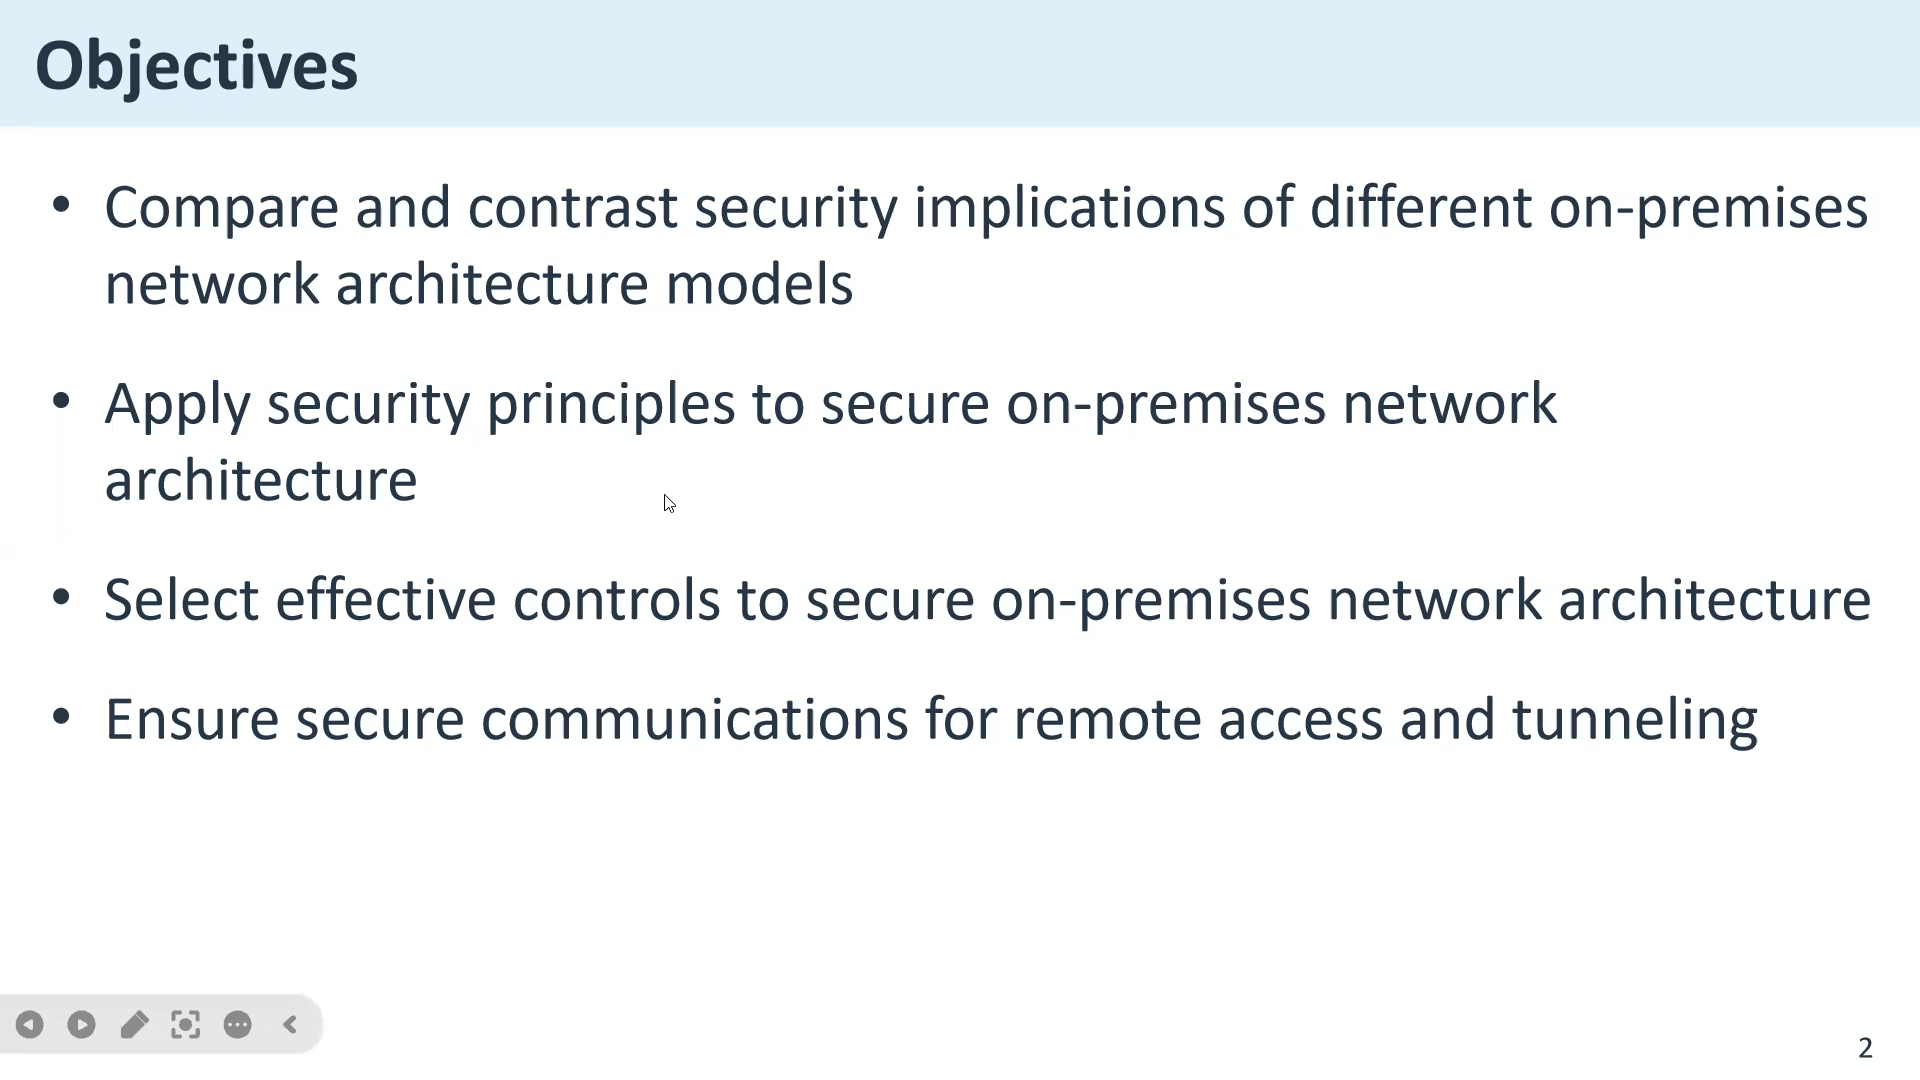 Objectives
• Compare and contrast security implications of different on-premises
network architecture models
• Apply security principles to secure on-premises network
architecture
• Select effective controls to secure on-premises network architecture
• Ensure secure communications for remote access and tunneling
2